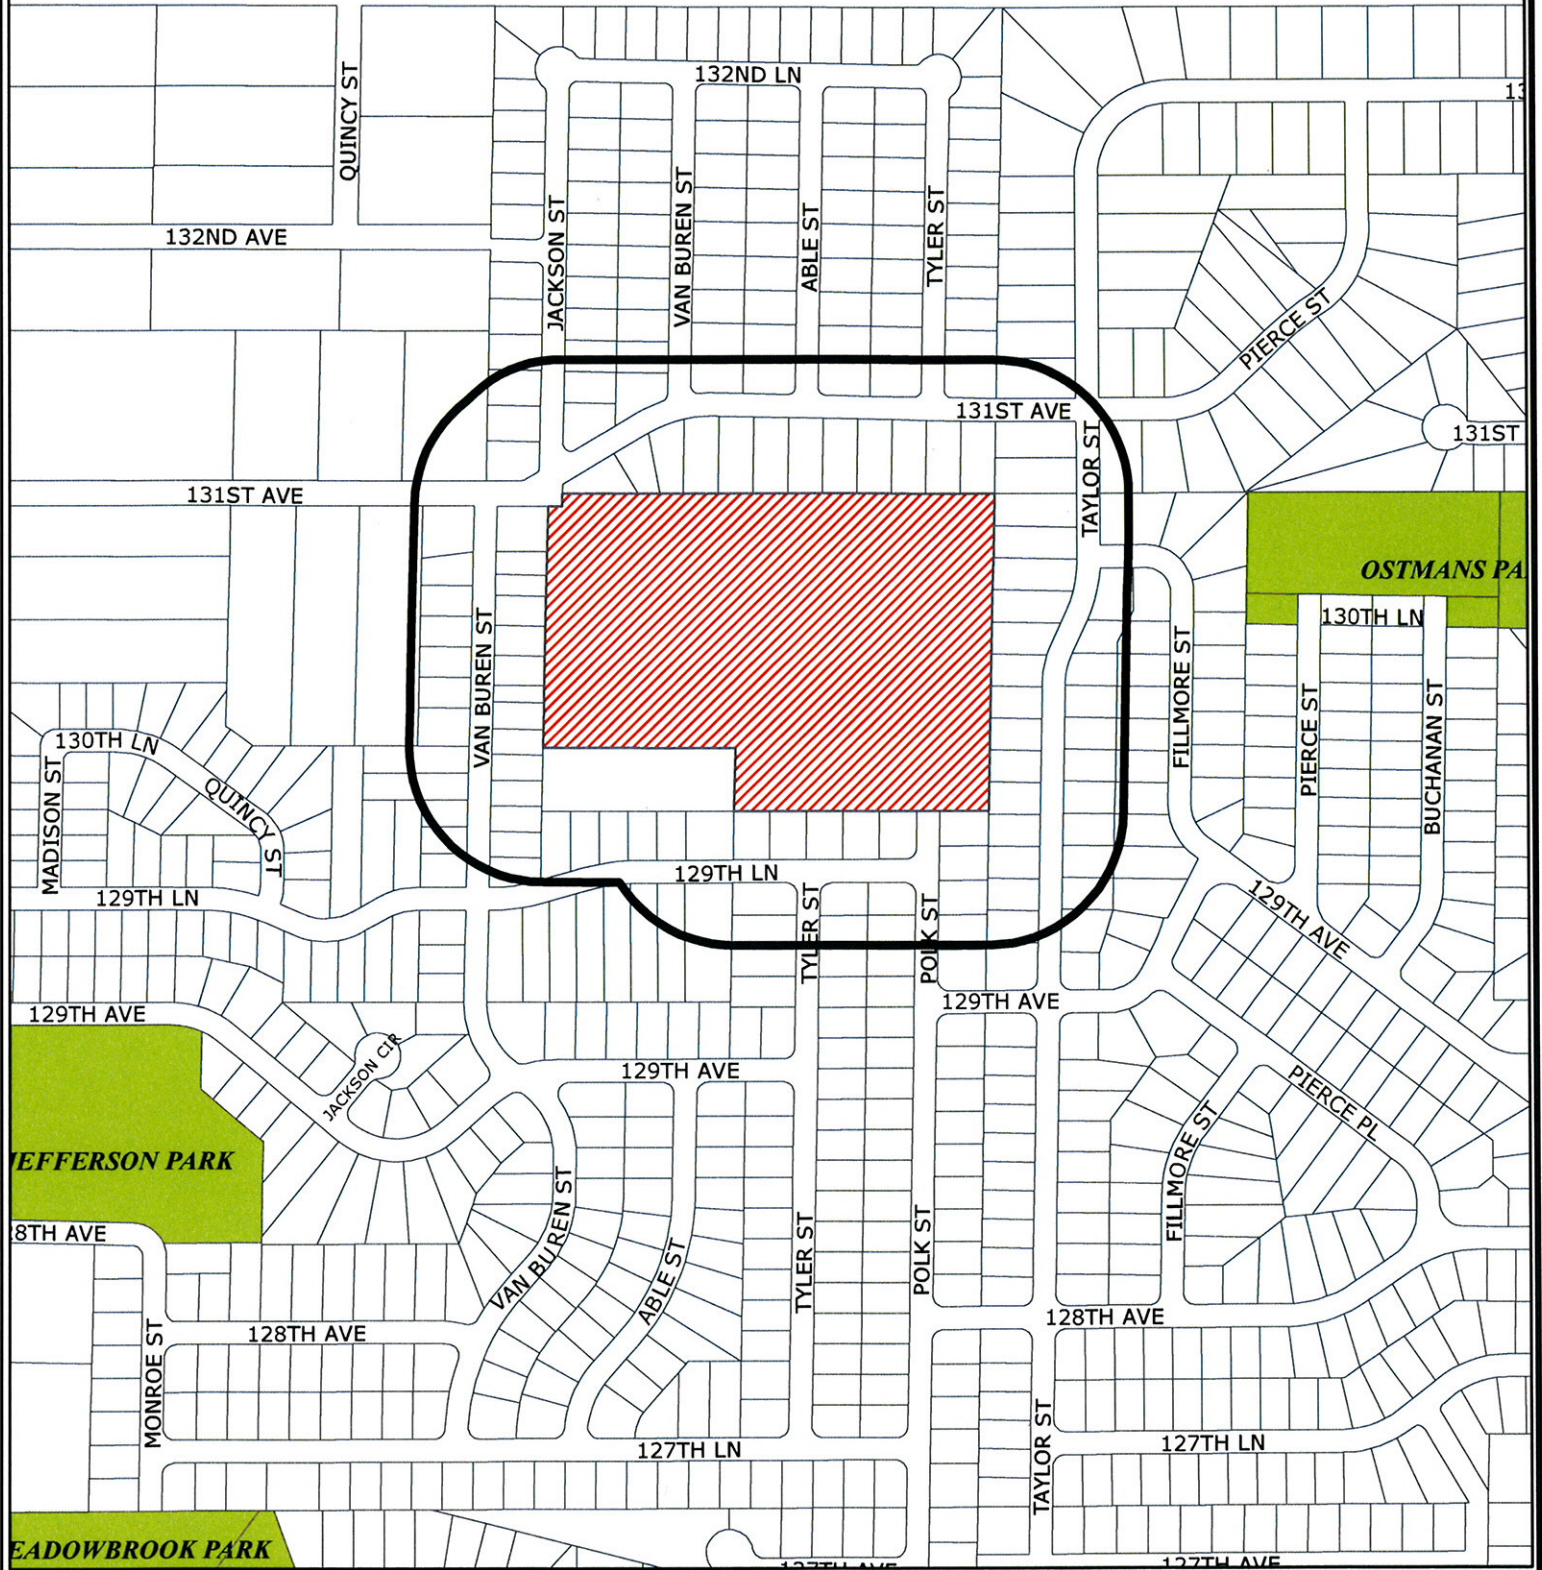 132ND LN
13
QUINCY ST
132ND AVE
JACKSON ST
VAN BUREN ST
ABLE ST
TYLER ST
PIERCE ST
131ST AVE
131ST
TAYLOR ST
131ST AVE
OSTMANS PA
130TH LN
VAN BUREN ST
FILLMORE ST
PIERCE ST
BUCHANAN ST
130TH LN
MADISON ST
QUINCY ST
129TH LN
129TH LN
TYLER ST
POLK ST
129TH AVE
129TH AVE
129TH AVE
JACKSON CIR
129TH AVE
PIERCE PL
FILLMORE ST
JEFFERSON PARK
VAN BUREN ST
ABLE ST
TYLER ST
POLK ST
28TH AVE
128TH AVE
128TH AVE
MONROE ST
TAYLOR ST
127TH LN
127TH LN
EADOWBROOK PARK
127TH AVE
127TH AVE